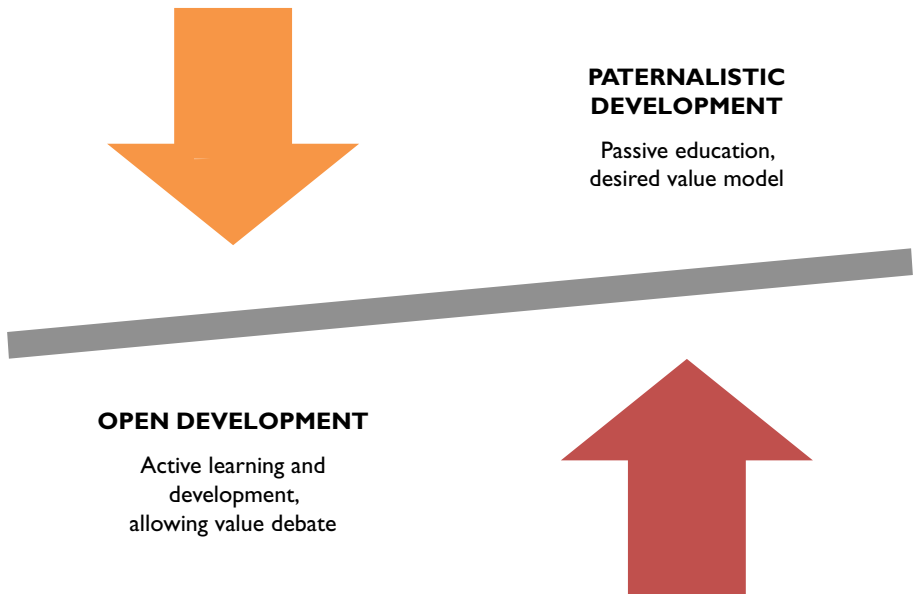 PATERNALISTIC
DEVELOPMENT
Passive education,
desired value model
OPEN DEVELOPMENT
Active learning and
development,
allowing value debate